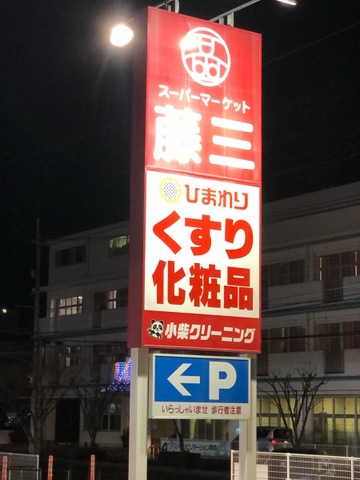 スーパーマーケット
藤三
ひまわり
くすり
化粧品
小柴クリーニング
←P
いらっしゃいませ 歩行者注意